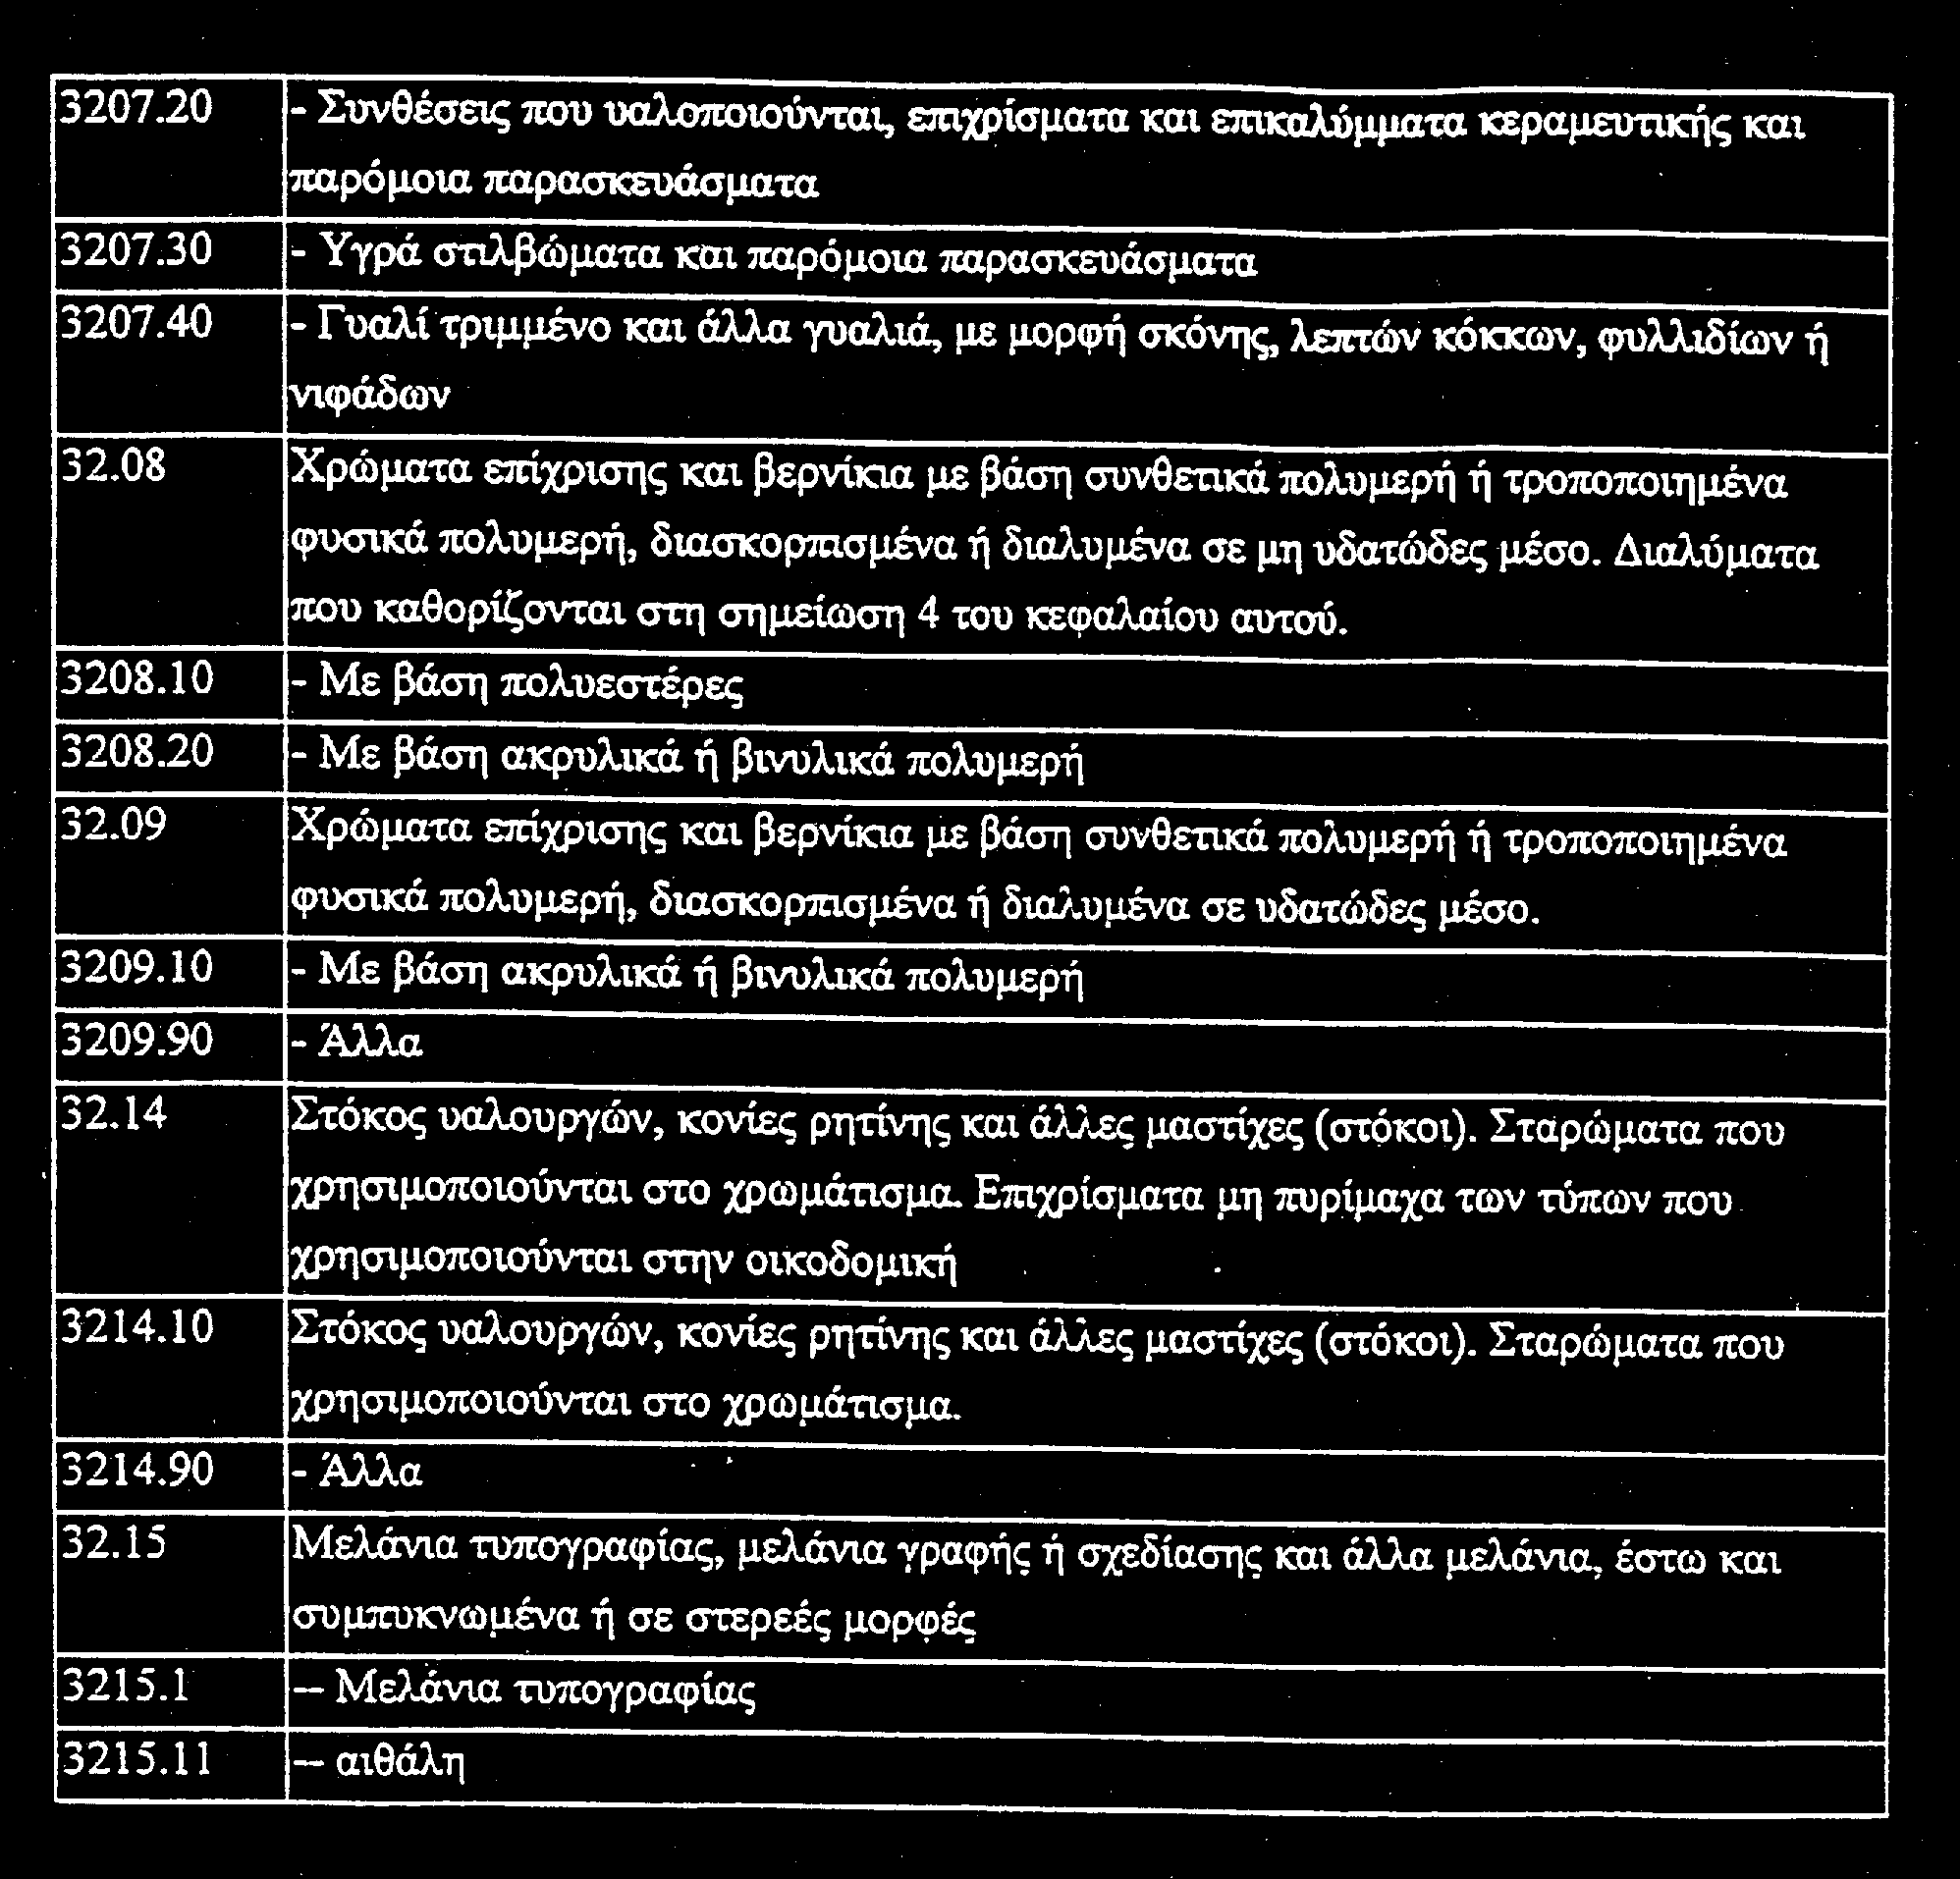 3207.20 - Συνθέσεις που υαλοποιούνται, επιχρίσματα και επικαλύμματα κεραμευτικής και
παρόμοια παρασκευάσματα
3207.30 - Υγρά στιλβώματα και παρόμοια παρασκευάσματα
3207.40 - Γυαλί τριμμένο και άλλα γυαλιά, με μορφή σκόνης, λεπτών κόκκων, φυλλιδίων ή
νιφάδων
32.08 Χρώματα επίχρισης και βερνίκια με βάση συνθετικά πολυμερή ή τροποποιημένα
φυσικά πολυμερή, διασκορπισμένα ή διαλυμένα σε μη υδατώδες μέσο. Διαλύματα
που καθορίζονται στη σημείωση 4 του κεφαλαίου αυτού.
3208.10 - Με βάση πολυεστέρες
3208.20 - Με βάση ακρυλικά ή βινυλικά πολυμερή
32.09 Χρώματα επίχρισης και βερνίκια με βάση συνθετικά πολυμερή ή τροποποιημένα
φυσικά πολυμερή, διασκορπισμένα ή διαλυμένα σε υδατώδες μέσο.
3209.10 - Με βάση ακρυλικά ή βινυλικά πολυμερή
3209.90 - Άλλα
32.14 Στόκος υαλουργών, κονίες ρητίνης και άλλες μαστίχες (στόκοι). Σταρώματα που
χρησιμοποιούνται στο χρωμάτισμα. Επιχρίσματα μη πυρίμαχα των τύπων που
χρησιμοποιούνται στην οικοδομική
3214.10 Στόκος υαλουργών, κονίες ρητίνης και άλλες μαστίχες (στόκοι). Σταρώματα που
χρησιμοποιούνται στο χρωμάτισμα.
3214.90 - Άλλα
32.15 Μελάνια τυπογραφίας, μελάνια γραφής ή σχεδίασης και άλλα μελάνια, έστω και
συμπυκνωμένα ή σε στερεές μορφές
3215.1 -- Μελάνια τυπογραφίας
3215.11 -- αιθάλη